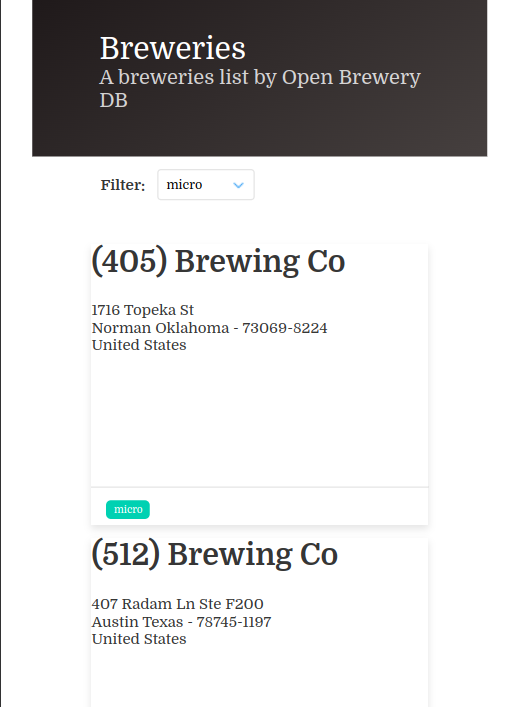 Breweries
A breweries list by Open Brewery
DB
Filter: micro
(405) Brewing Co
1716 Topeka St
Norman Oklahoma - 73069-8224
United States
micro
(512) Brewing Co
407 Radam Ln Ste F200
Austin Texas - 78745-1197
United States